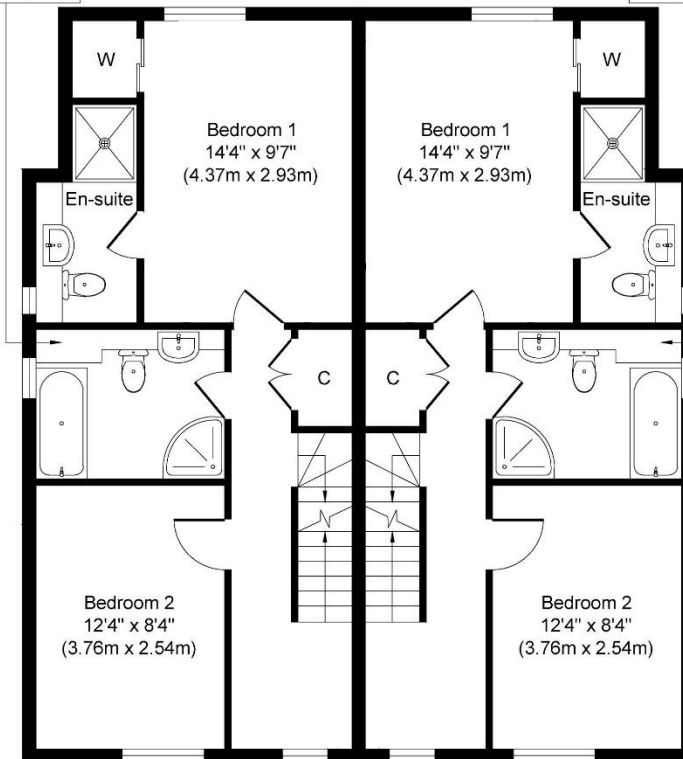 W
Bedroom 1
14'4" x 9'7"
(4.37m x 2.93m)
En-suite
Bedroom 1
14'4" x 9'7"
(4.37m x 2.93m)
W
En-suite
C
C
Bedroom 2
12'4" x 8'4"
(3.76m x 2.54m)
Bedroom 2
12'4" x 8'4"
(3.76m x 2.54m)